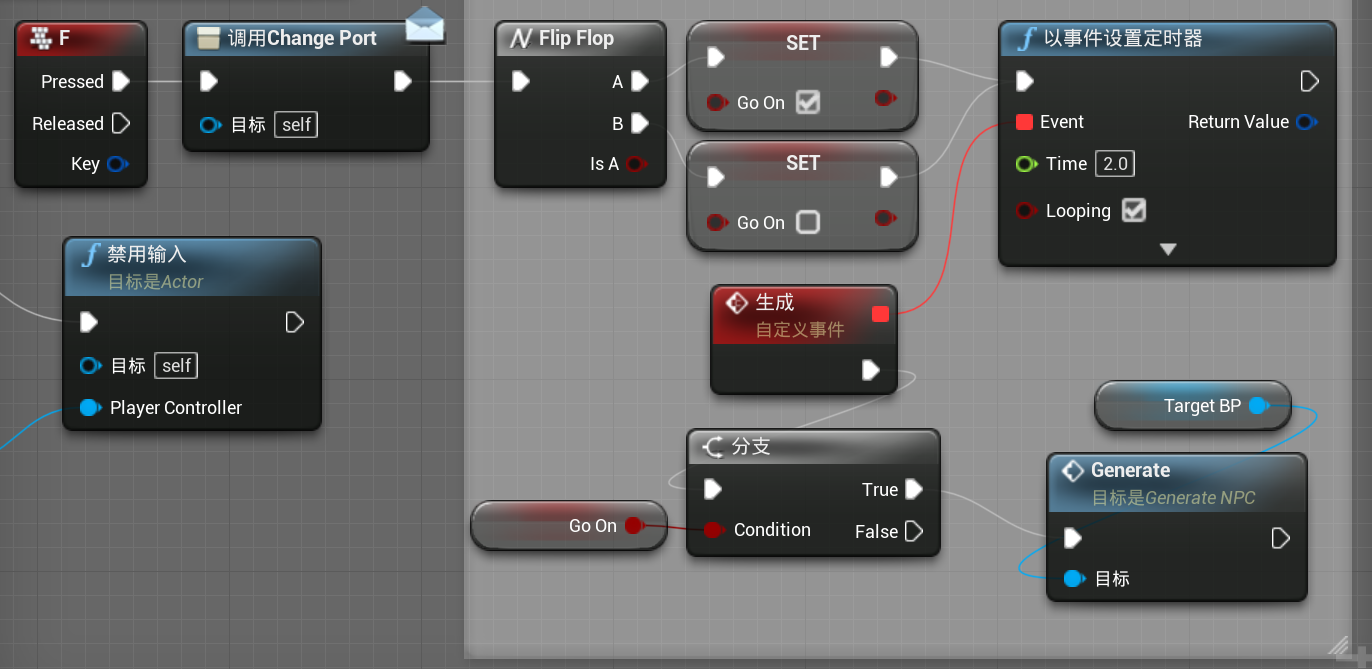 F
Pressed
Released
Key
调用Change Port
目标 self
Flip Flop
A
B
Is A
SET
Go On
SET
Go On
以事件设置定时器
Event
Return Value
Time 2.0
Looping
禁用输入
目标是Actor
目标 self
Player Controller
生成
自定义事件
Target BP
分支
True
Condition
False
Go On
Generate
目标是Generate NPC
目标